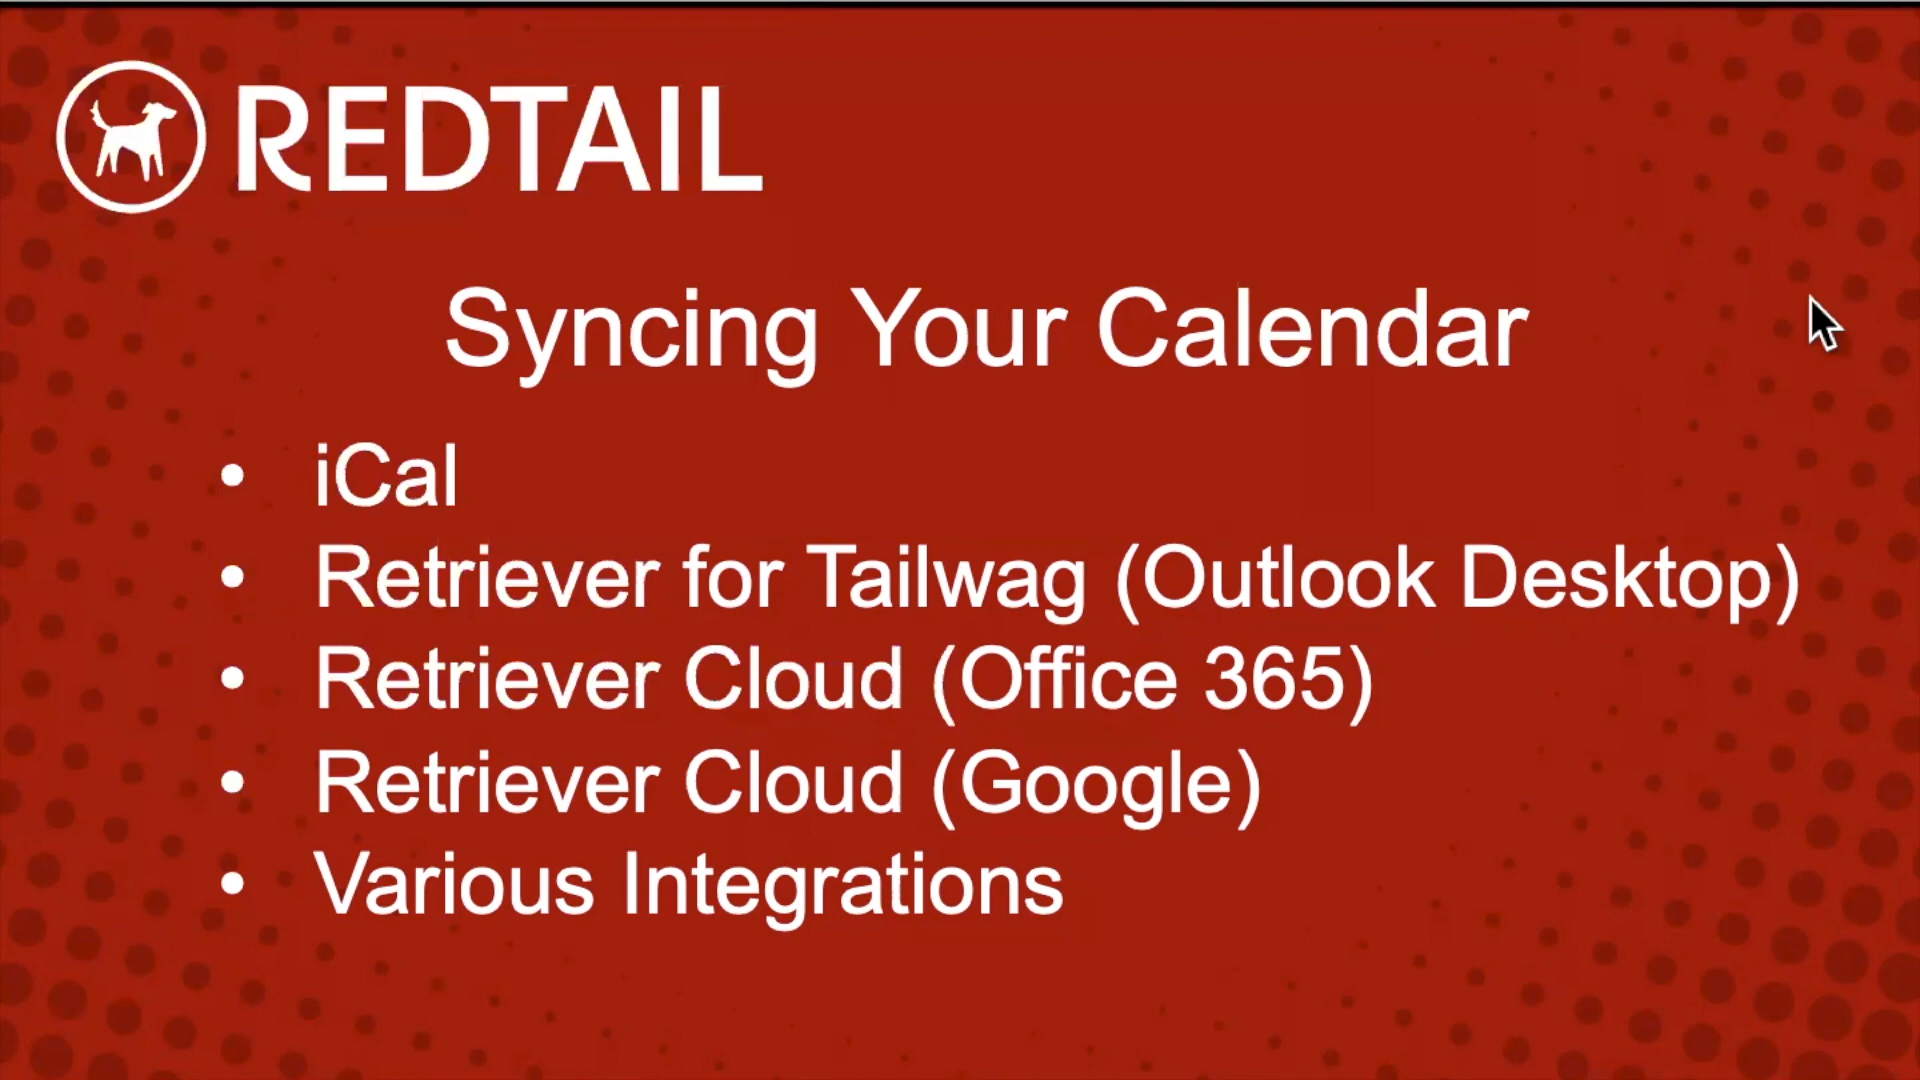 REDTAIL
Syncing Your Calendar
• iCal
• Retriever for Tailwag (Outlook Desktop)
• Retriever Cloud (Office 365)
• Retriever Cloud (Google)
• Various Integrations